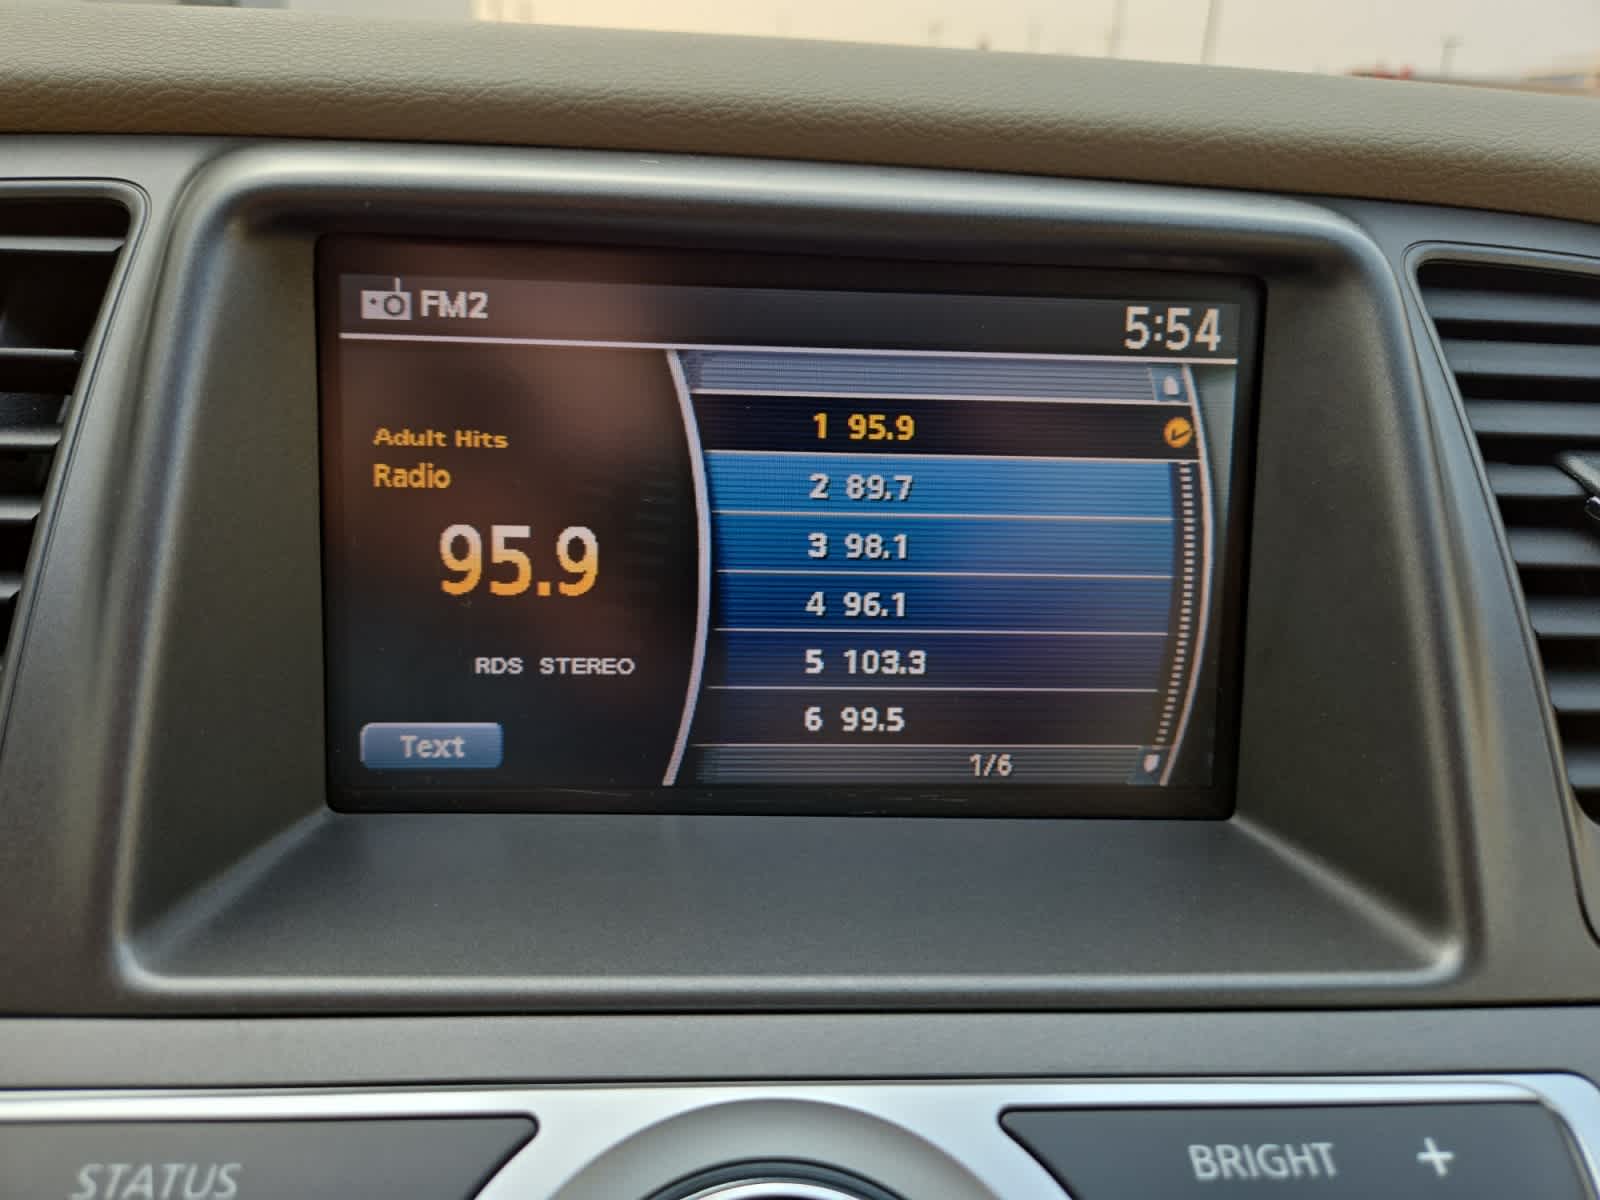 FM2
5:54
Adult Hits
Radio
95.9
RDS STEREO
Text
1 95.9
2 89.7
3 98.1
4 96.1
5 103.3
6 99.5
1/6
STATUS
BRIGHT +